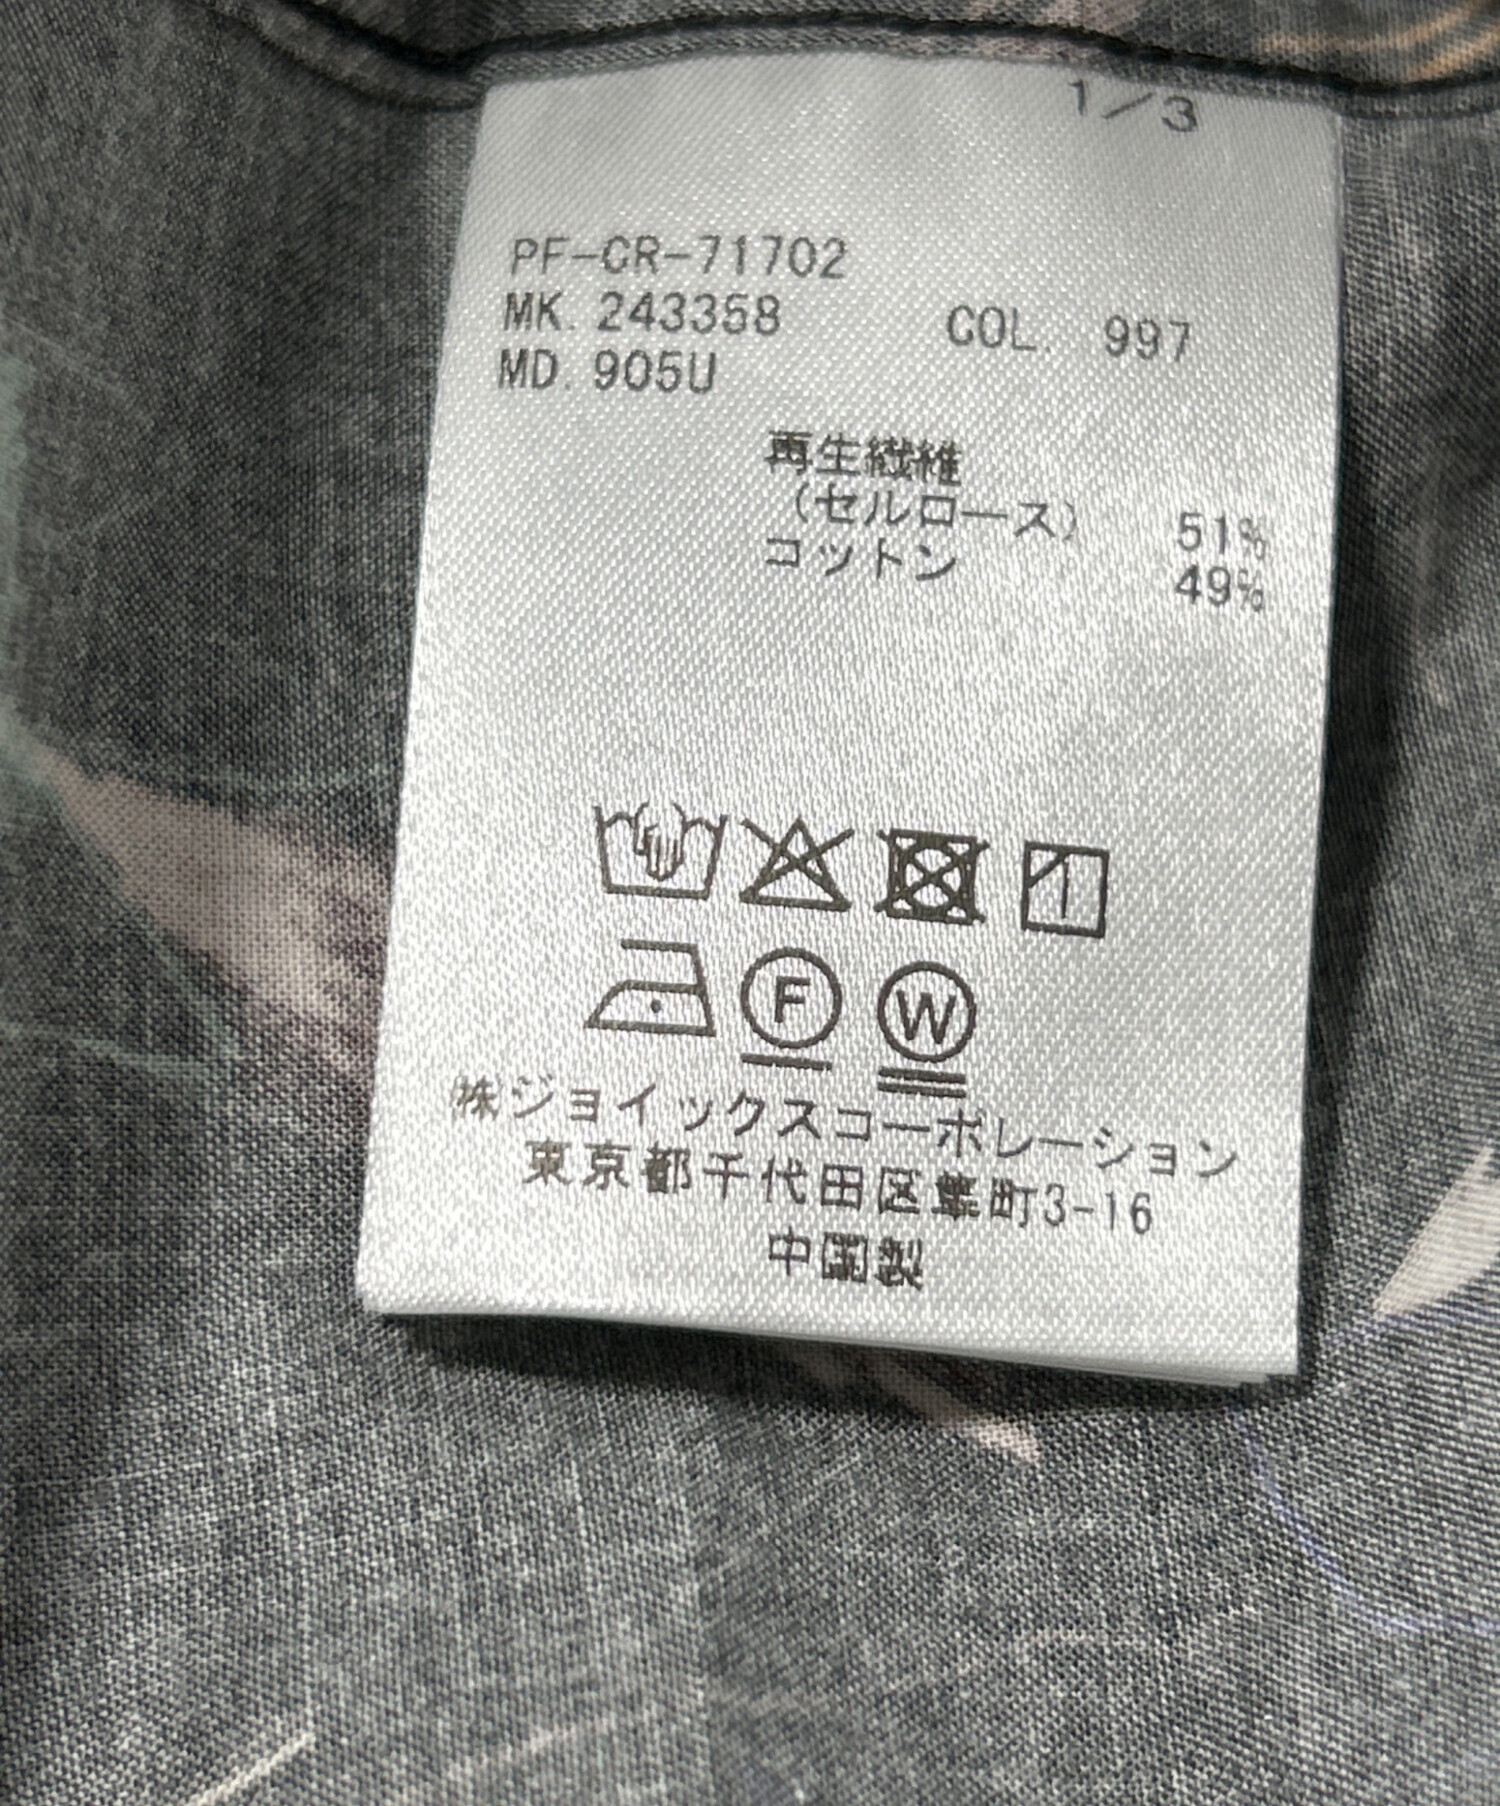 1/3
PF-CR-71702
MK. 243358 COL. 997
MD. 905U
再生繊維
(セルロース) 51%
コットン 49%
F W
㈱ジョイックスコーポレーション
東京都千代田区隼町3-16
中国製